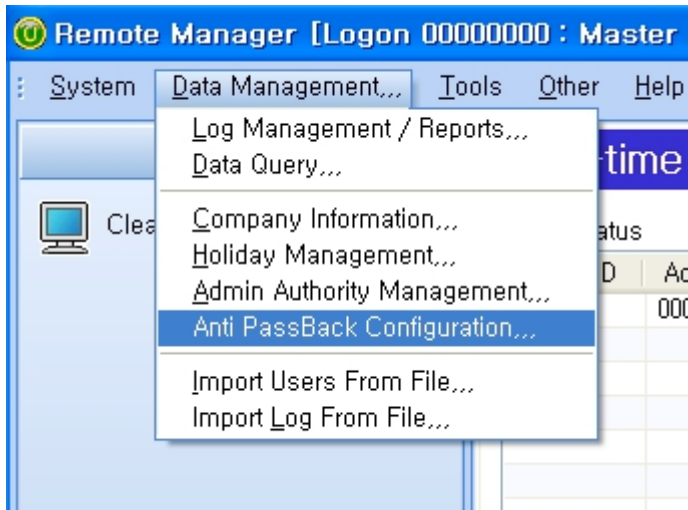 Remote Manager [Logon 00000000 : Master
System Data Management,,, Tools Other Help
Log Management / Reports,,,
Data Query,,,
-time
Clea
Company Information,,,
atus
Holiday Management,,,
D Ac
Admin Authority Management,,,
000
Anti PassBack Configuration,,,
Import Users From File,,,
Import Log From File,,,